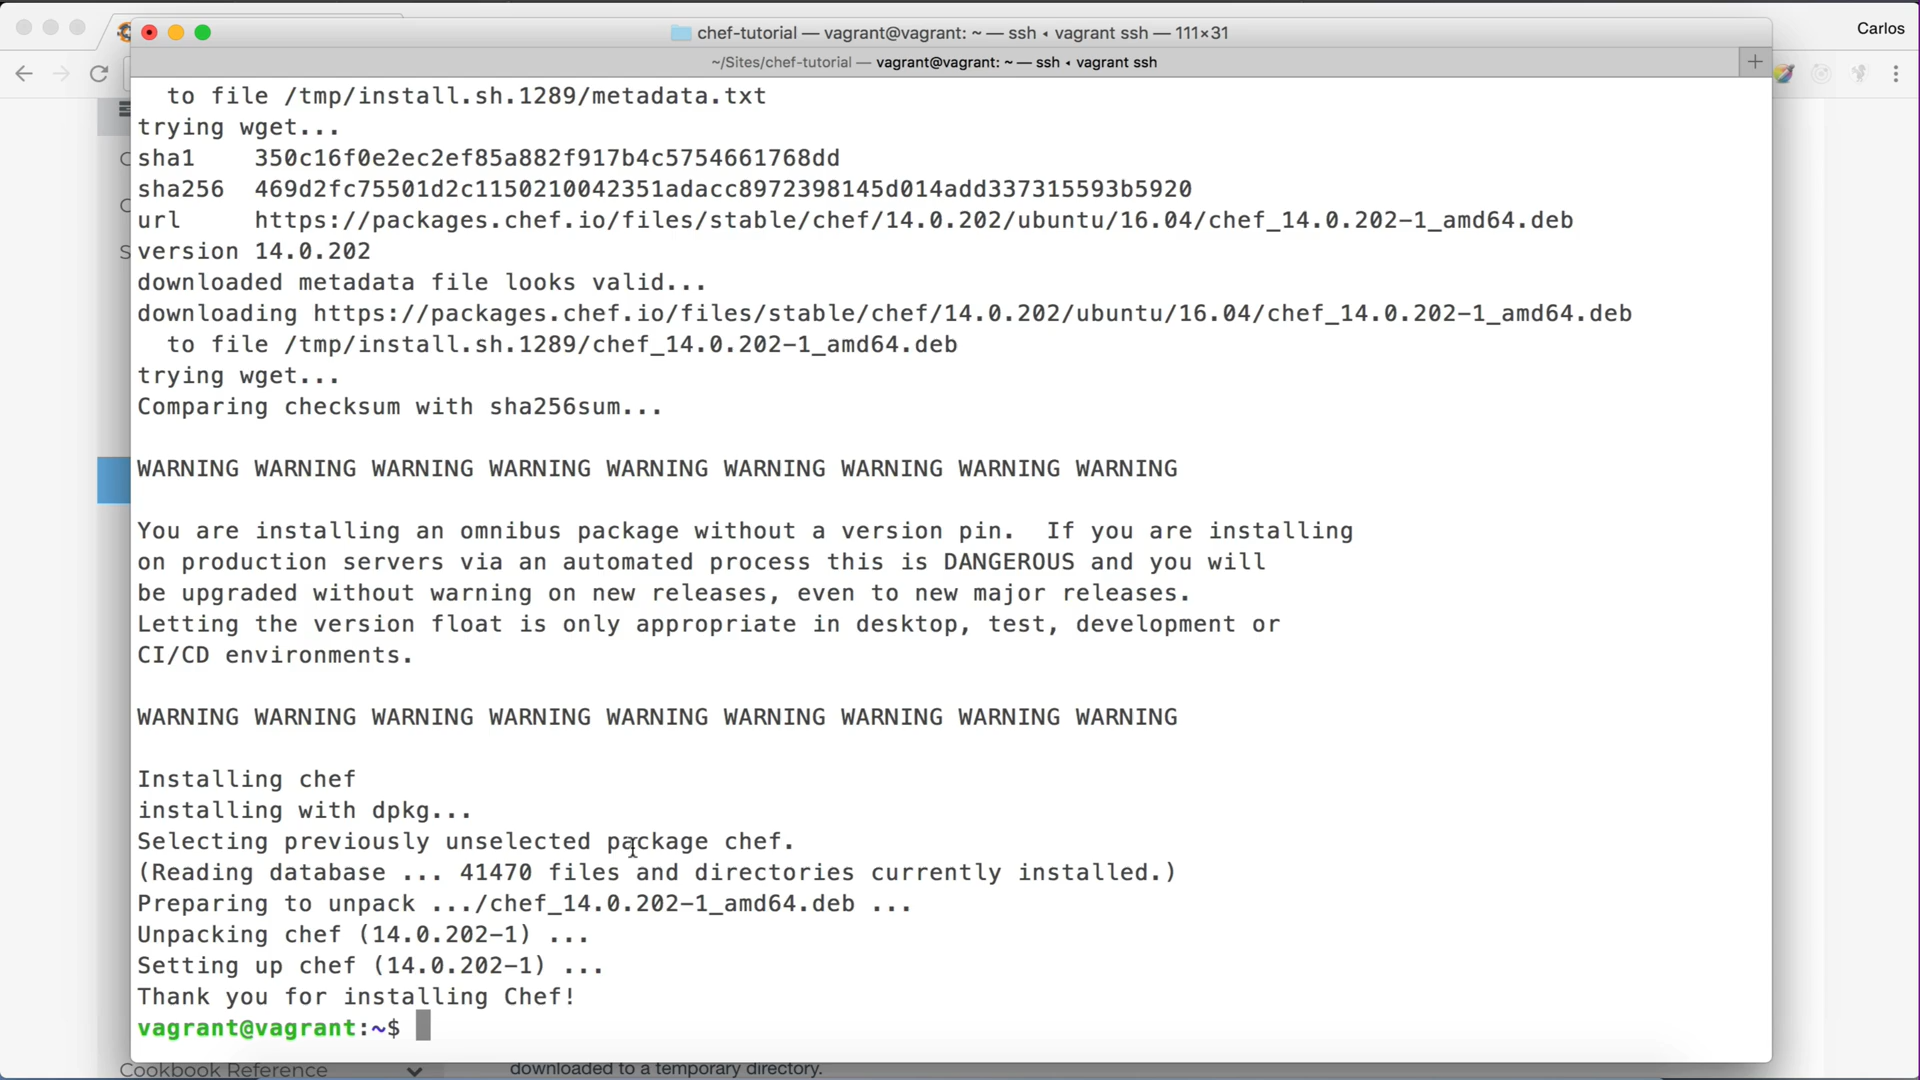 Carlos
chef-tutorial — vagrant@vagrant: ~ — ssh ◂ vagrant ssh — 111×31
~/Sites/chef-tutorial — vagrant@vagrant: ~ — ssh ◂ vagrant ssh
to file /tmp/install.sh.1289/metadata.txt
trying wget...
sha1 350c16f0e2ec2ef85a882f917b4c5754661768dd
sha256 469d2fc75501d2c1150210042351adacc8972398145d014add337315593b5920
url https://packages.chef.io/files/stable/chef/14.0.202/ubuntu/16.04/chef_14.0.202-1_amd64.deb
version 14.0.202
downloaded metadata file looks valid...
downloading https://packages.chef.io/files/stable/chef/14.0.202/ubuntu/16.04/chef_14.0.202-1_amd64.deb
to file /tmp/install.sh.1289/chef_14.0.202-1_amd64.deb
trying wget...
Comparing checksum with sha256sum...
WARNING WARNING WARNING WARNING WARNING WARNING WARNING WARNING WARNING
You are installing an omnibus package without a version pin.  If you are installing
on production servers via an automated process this is DANGEROUS and you will
be upgraded without warning on new releases, even to new major releases.
Letting the version float is only appropriate in desktop, test, development or
CI/CD environments.
WARNING WARNING WARNING WARNING WARNING WARNING WARNING WARNING WARNING
Installing chef
installing with dpkg...
Selecting previously unselected package chef.
(Reading database ... 41470 files and directories currently installed.)
Preparing to unpack .../chef_14.0.202-1_amd64.deb ...
Unpacking chef (14.0.202-1) ...
Setting up chef (14.0.202-1) ...
Thank you for installing Chef!
vagrant@vagrant:~$
Cookbook Reference
downloaded to a temporary directory.